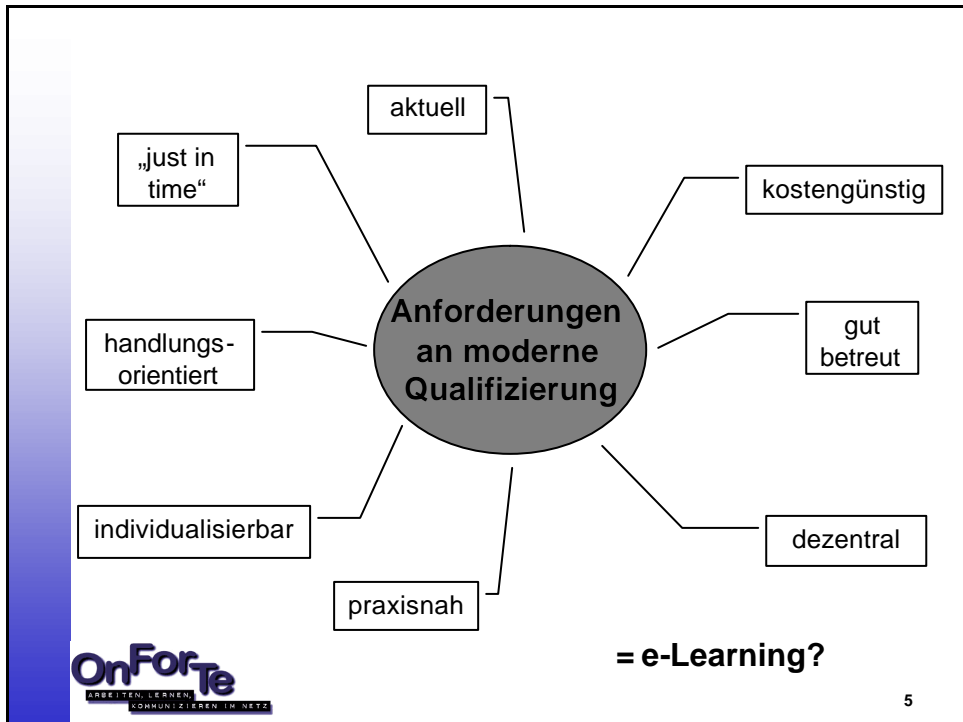 aktuell
„just in
time“
kostengünstig
Anforderungen
an moderne
Qualifizierung
handlungs-
orientiert
gut
betreut
individualisierbar
dezentral
praxisnah
= e-Learning?
OnForTe
ARBEITEN, LERNEN,
KOMMUNIZIEREN IM NETZ
5